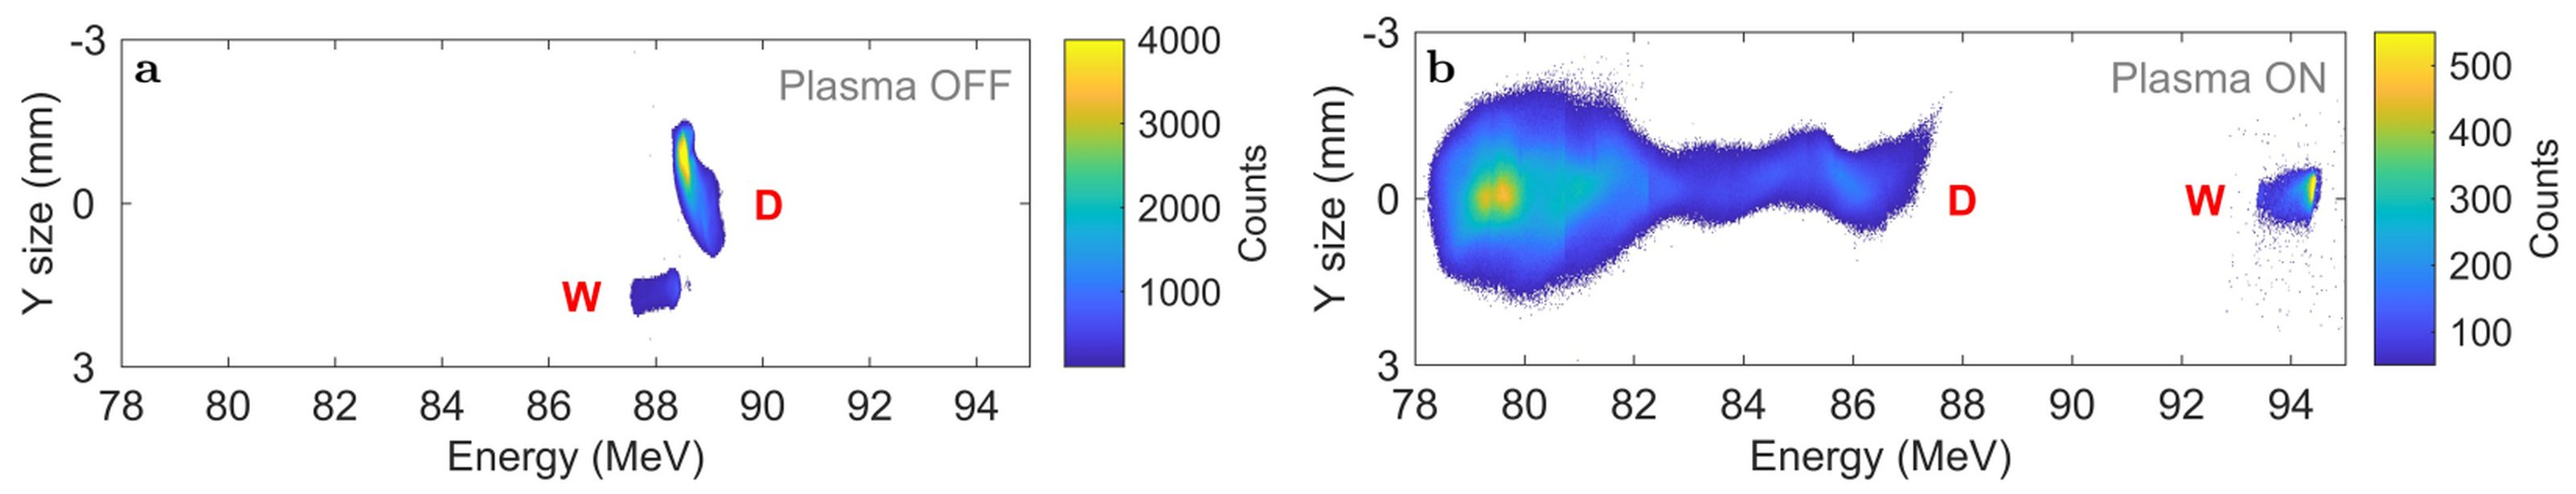 a
Plasma OFF
D
W
Y size (mm)
-3
0
3
78 80 82 84 86 88 90 92 94
Energy (MeV)
4000
3000
2000
1000
Counts
b
Plasma ON
W
D
Y size (mm)
-3
0
3
78 80 82 84 86 88 90 92 94
Energy (MeV)
500
400
300
200
100
Counts